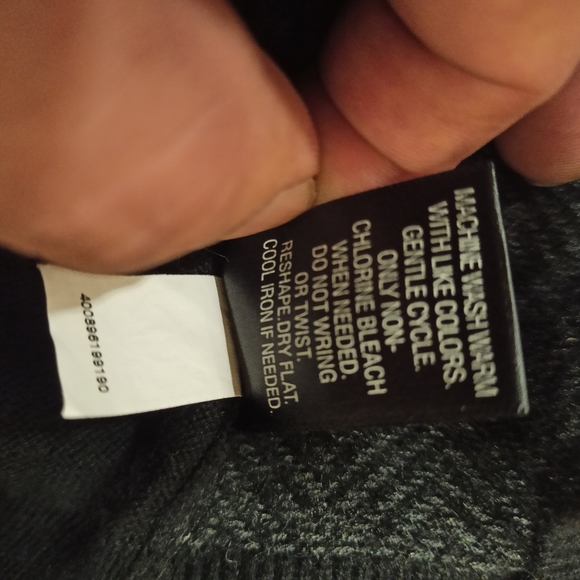 MACHINE WASH WARM
WITH LIKE COLORS.
GENTLE CYCLE.
ONLY NON-
CHLORINE BLEACH
WHEN NEEDED.
DO NOT WRING
OR TWIST.
RESHAPE.DRY FLAT.
COOL IRON IF NEEDED.
400896199190